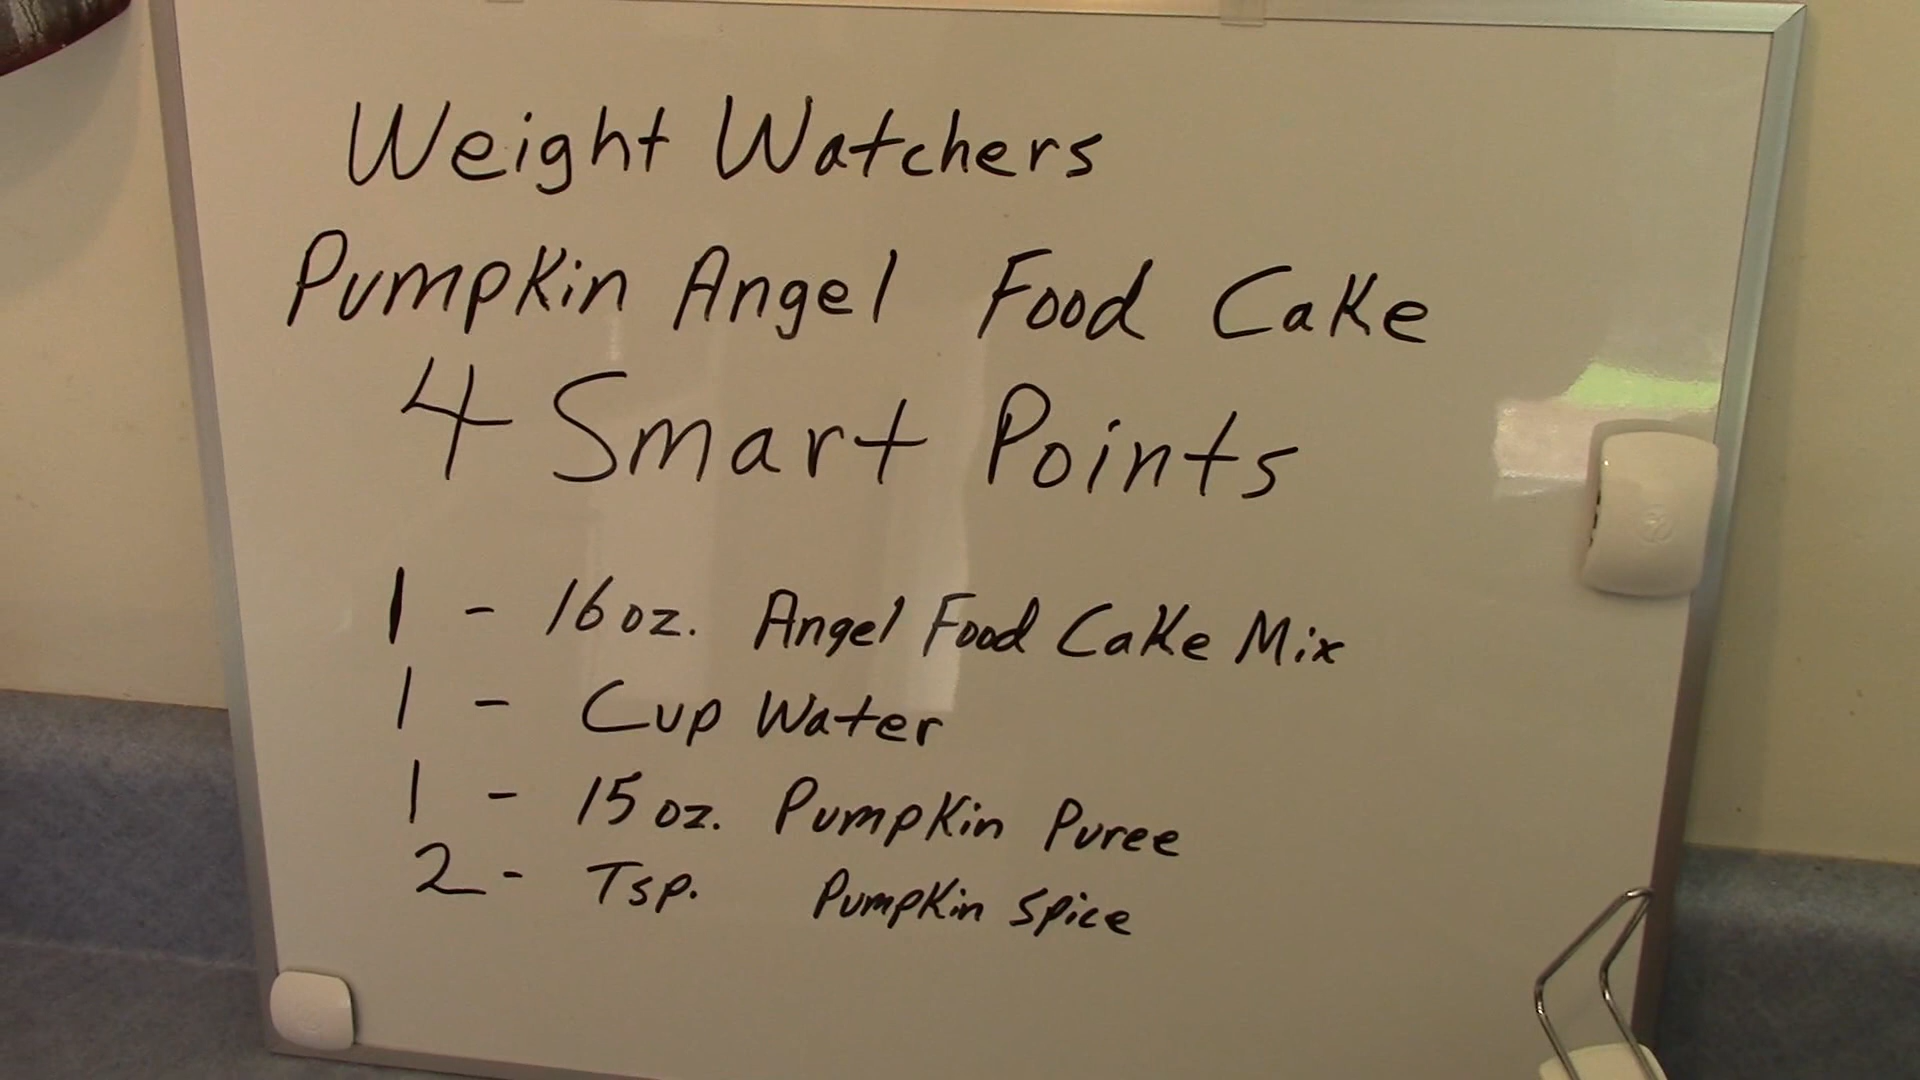 Weight Watchers
Pumpkin Angel Food Cake
4 Smart Points
1 - 16 oz. Angel Food Cake Mix
1 - Cup Water
1 - 15 oz. Pumpkin Puree
2 - Tsp. Pumpkin Spice